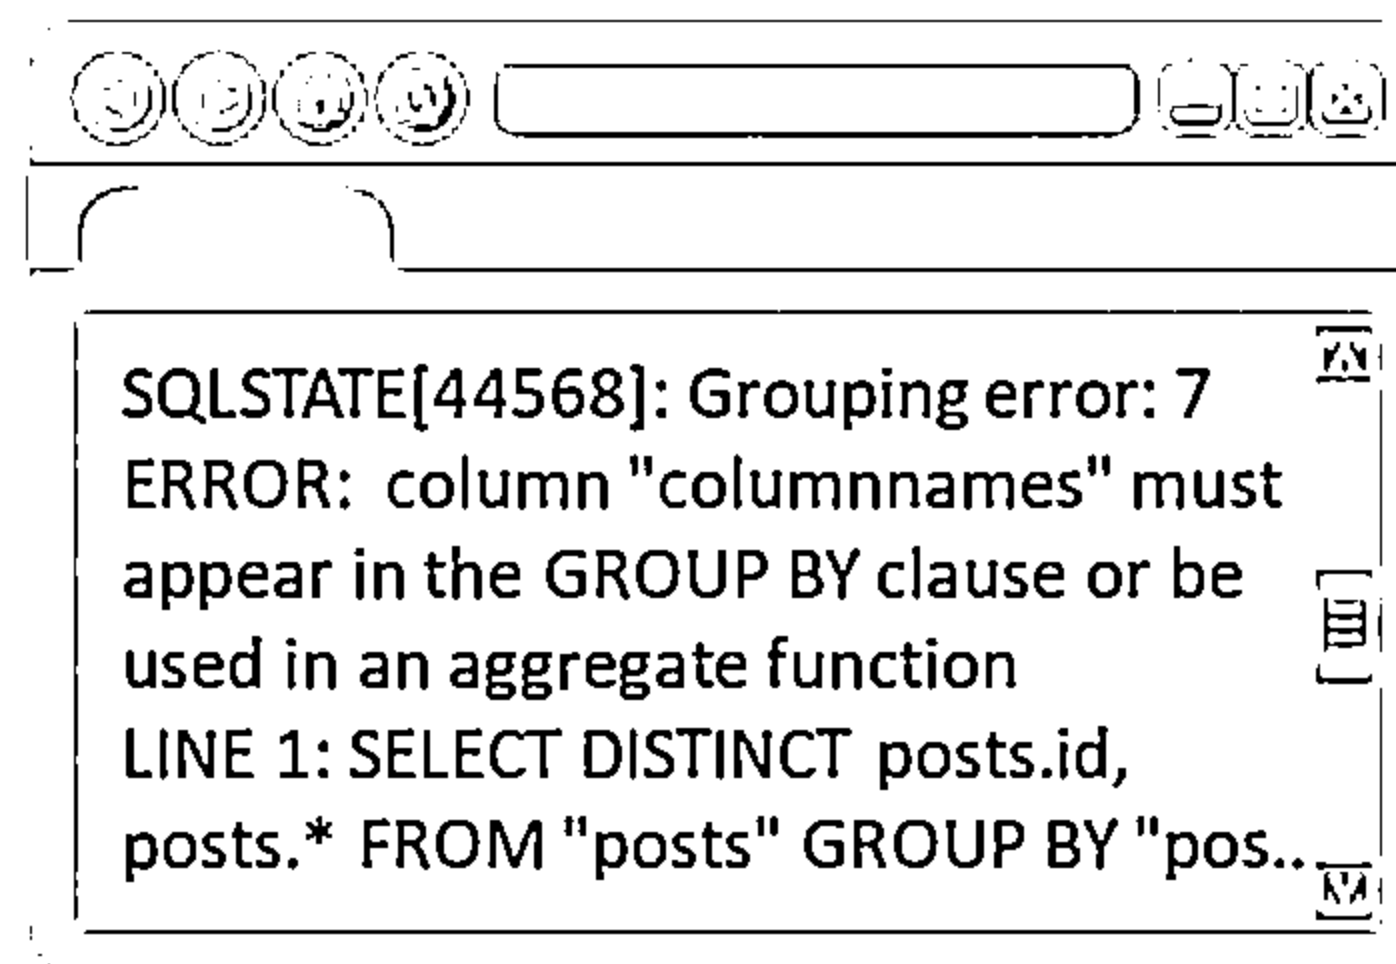 SQLSTATE[44568]: Grouping error: 7
ERROR: column "columnnames" must
appear in the GROUP BY clause or be
used in an aggregate function
LINE 1: SELECT DISTINCT posts.id,
posts.* FROM "posts" GROUP BY "pos...